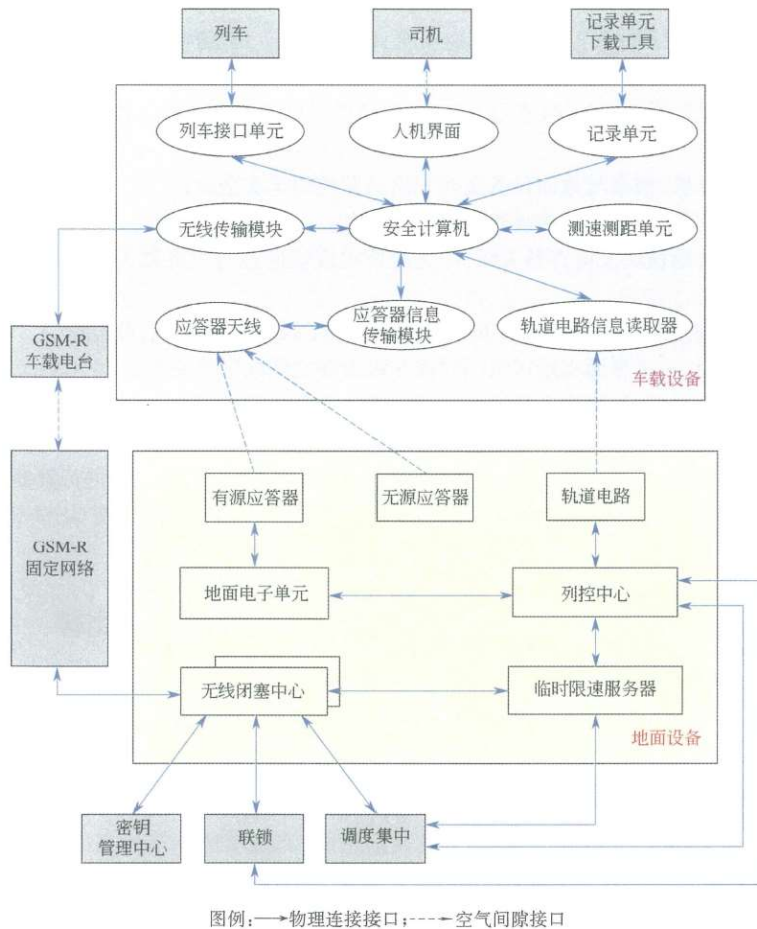 列车
司机
记录单元
下载工具
列车接口单元
人机界面
记录单元
无线传输模块
安全计算机
测速测距单元
应答器天线
应答器信息
传输模块
轨道电路信息读取器
GSM-R
车载电台
车载设备
有源应答器
无源应答器
轨道电路
GSM-R
固定网络
地面电子单元
列控中心
无线闭塞中心
临时限速服务器
地面设备
密钥
管理中心
联锁
调度集中
图例:→物理连接接口;---→空气间隙接口